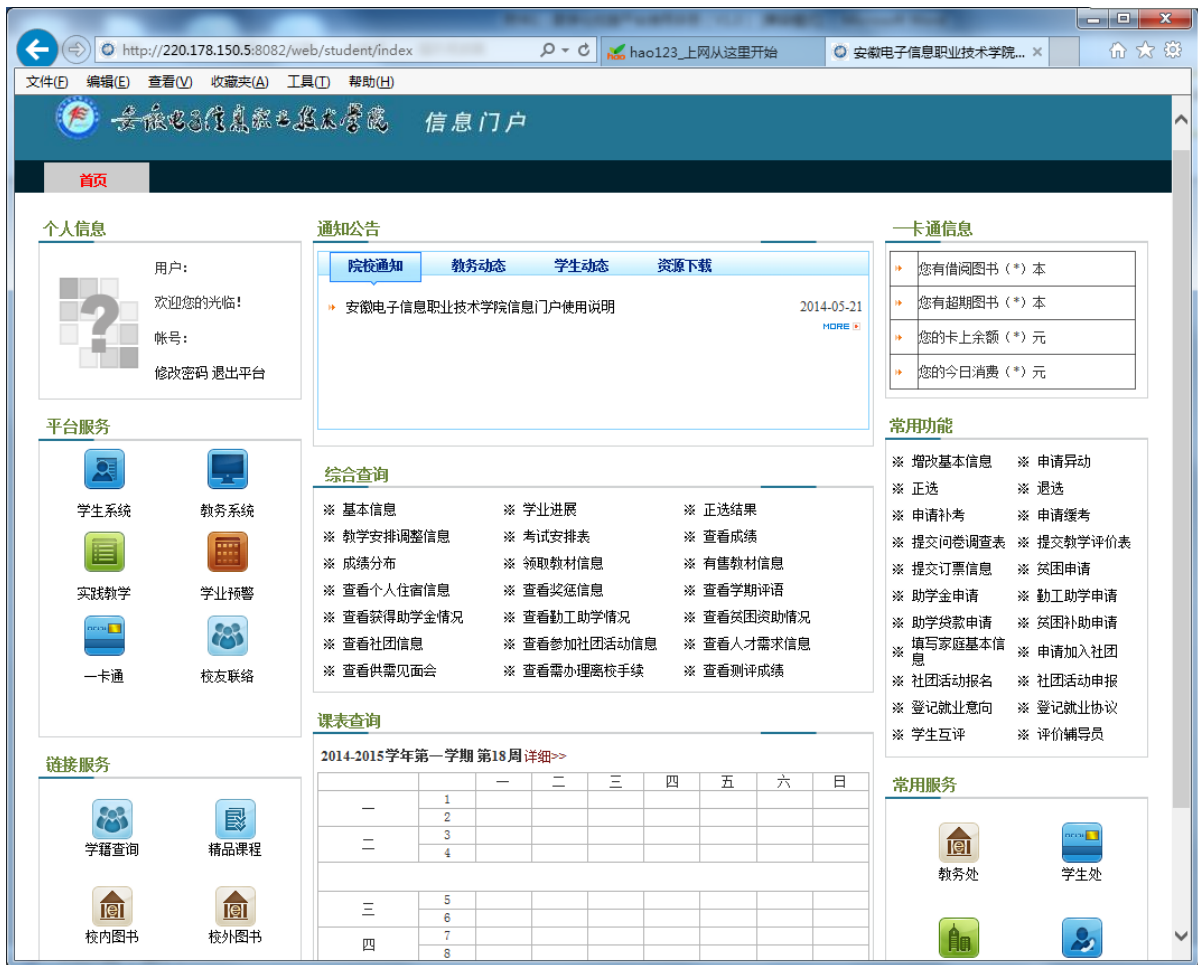 http://220.178.150.5:8082/web/student/index
hao123_上网从这里开始
安徽电子信息职业技术学院...
文件(F) 编辑(E) 查看(V) 收藏夹(A) 工具(T) 帮助(H)
安徽电子信息职业技术学院 信息门户
首页
个人信息
用户:
欢迎您的光临!
帐号:
修改密码 退出平台
平台服务
学生系统 教务系统
实践教学 学业预警
一卡通 校友联络
链接服务
学籍查询 精品课程
校内图书 校外图书
通知公告
院校通知 教务动态 学生动态 资源下载
安徽电子信息职业技术学院信息门户使用说明 2014-05-21
MORE
综合查询
※ 基本信息 ※ 学业进展 ※ 正选结果
※ 教学安排调整信息 ※ 考试安排表 ※ 查看成绩
※ 成绩分布 ※ 领取教材信息 ※ 有售教材信息
※ 查看个人住宿信息 ※ 查看奖惩信息 ※ 查看学期评语
※ 查看获得助学金情况 ※ 查看勤工助学情况 ※ 查看贫困资助情况
※ 查看社团信息 ※ 查看参加社团活动信息 ※ 查看人才需求信息
※ 查看供需见面会 ※ 查看需办理离校手续 ※ 查看测评成绩
课表查询
2014-2015学年第一学期 第18周 详细>>
一 二 三 四 五 六 日
一
1
2
二
3
4
三
5
6
四
7
8
一卡通信息
您有借阅图书（*）本
您有超期图书（*）本
您的卡上余额（*）元
您的今日消费（*）元
常用功能
※ 增改基本信息 ※ 申请异动
※ 正选 ※ 退选
※ 申请补考 ※ 申请缓考
※ 提交问卷调查表 ※ 提交教学评价表
※ 提交订票信息 ※ 贫困申请
※ 助学金申请 ※ 勤工助学申请
※ 助学贷款申请 ※ 贫困补助申请
※ 填写家庭基本信息 ※ 申请加入社团
※ 社团活动报名 ※ 社团活动申报
※ 登记就业意向 ※ 登记就业协议
※ 学生互评 ※ 评价辅导员
常用服务
教务处 学生处